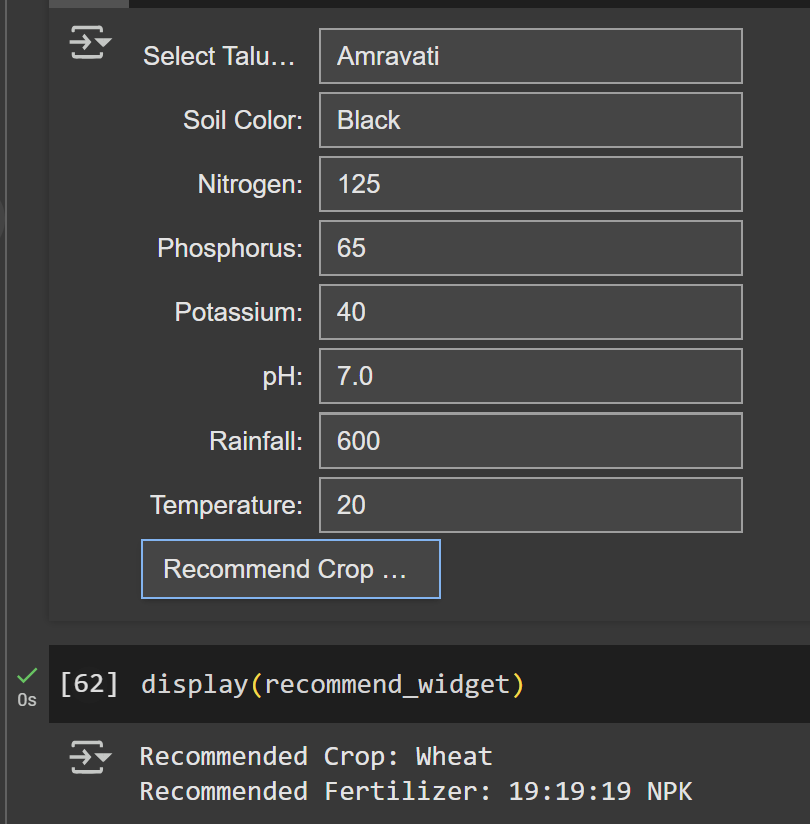 Select Talu…
Amravati
Soil Color:
Black
Nitrogen:
125
Phosphorus:
65
Potassium:
40
pH:
7.0
Rainfall:
600
Temperature:
20
Recommend Crop …
0s
[62] display(recommend_widget)
Recommended Crop: Wheat
Recommended Fertilizer: 19:19:19 NPK